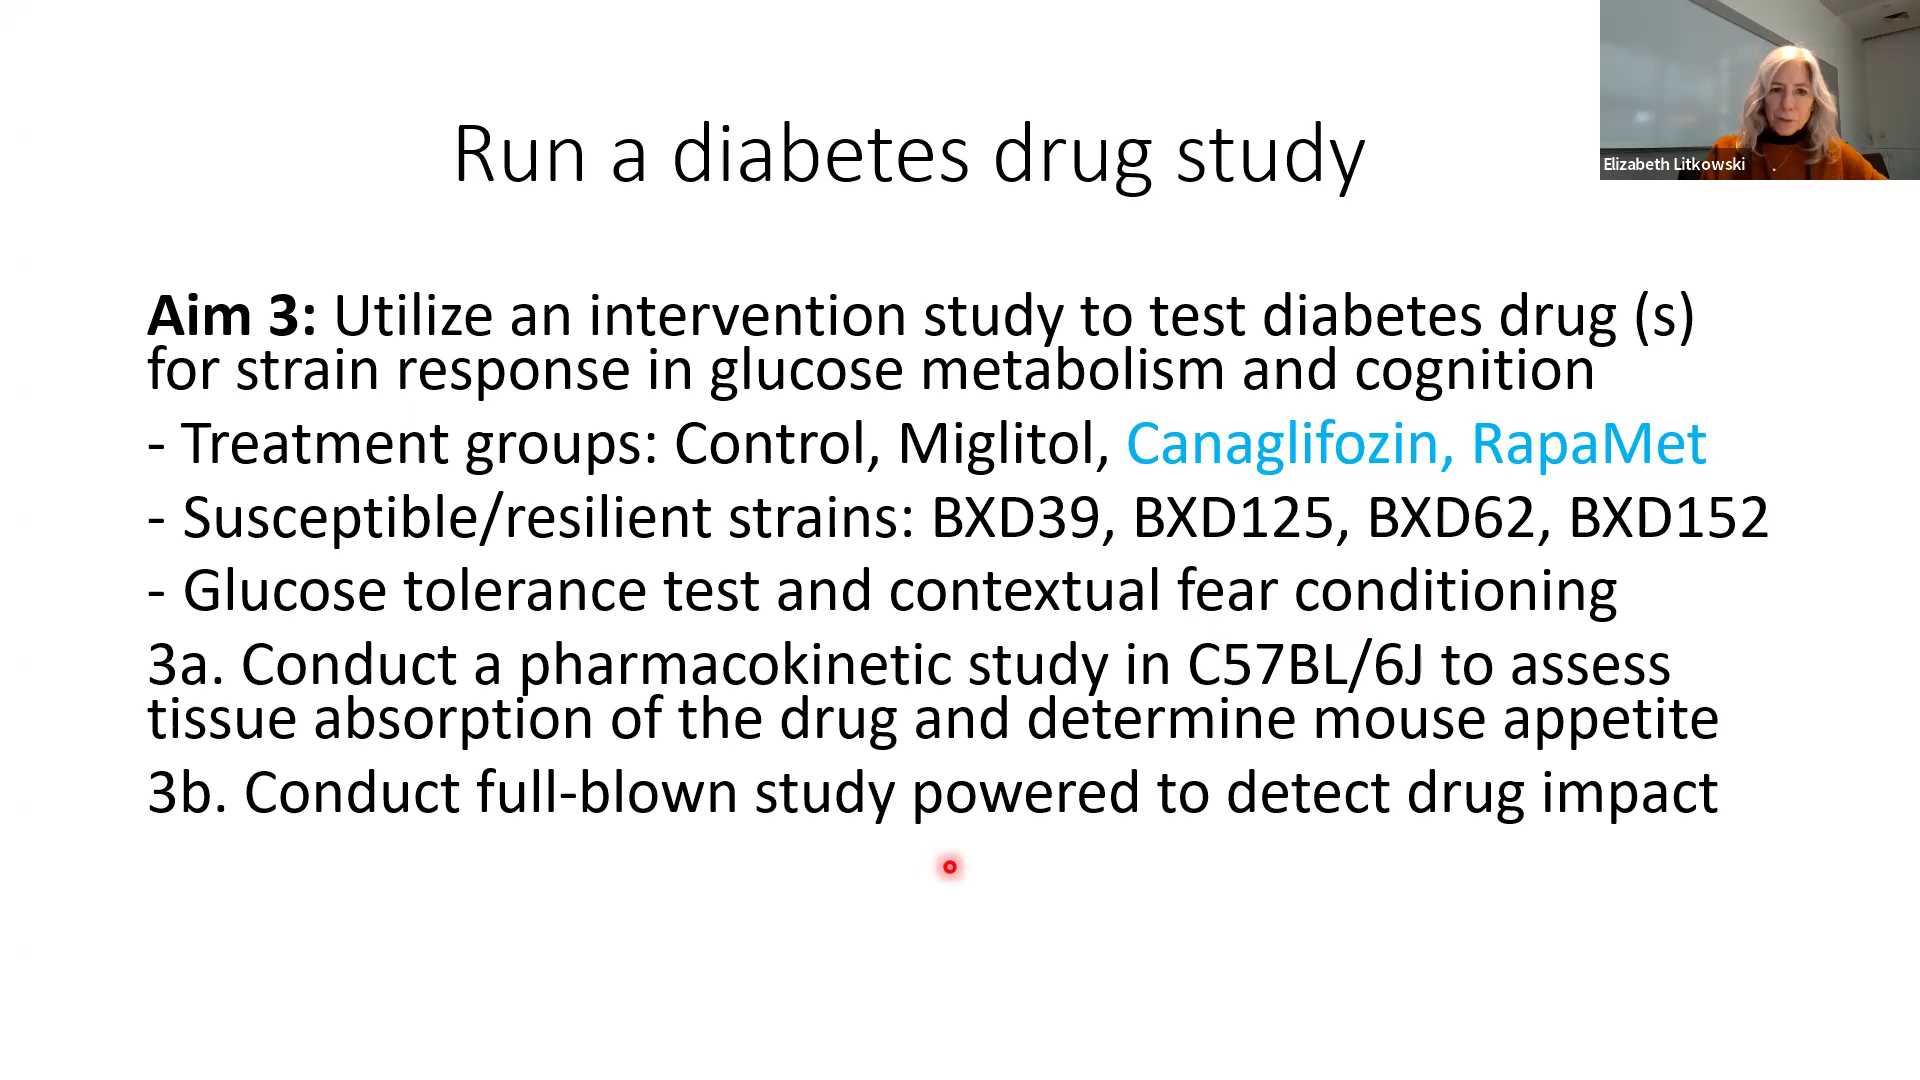 Run a diabetes drug study
Elizabeth Litkowski
Aim 3: Utilize an intervention study to test diabetes drug (s)
for strain response in glucose metabolism and cognition
- Treatment groups: Control, Miglitol, Canaglifozin, RapaMet
- Susceptible/resilient strains: BXD39, BXD125, BXD62, BXD152
- Glucose tolerance test and contextual fear conditioning
3a. Conduct a pharmacokinetic study in C57BL/6J to assess
tissue absorption of the drug and determine mouse appetite
3b. Conduct full-blown study powered to detect drug impact